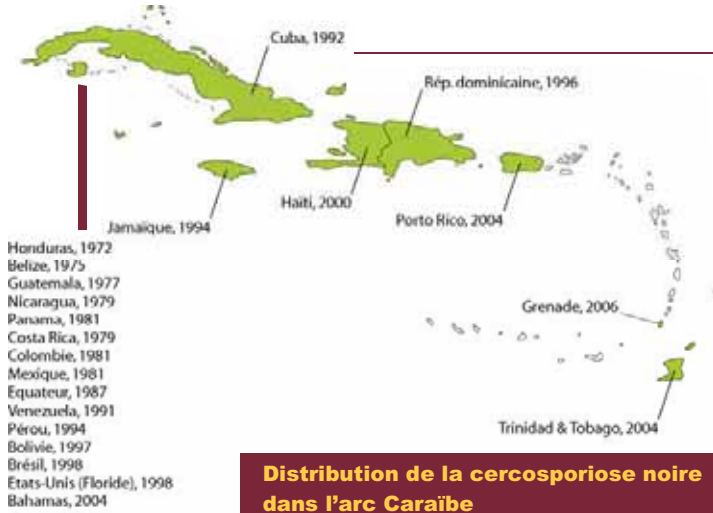 Cuba, 1992
Rép. dominicaine, 1996
Haïti, 2000
Porto Rico, 2004
Jamaïque, 1994
Honduras, 1972
Belize, 1975
Guatemala, 1977
Nicaragua, 1979
Panama, 1981
Costa Rica, 1979
Colombie, 1981
Mexique, 1981
Equateur, 1987
Venezuela, 1991
Pérou, 1994
Bolivie, 1997
Brésil, 1998
Etats-Unis (Floride), 1998
Bahamas, 2004
Grenade, 2006
Trinidad & Tobago, 2004
Distribution de la cercosporiose noire
dans l'arc Caraïbe